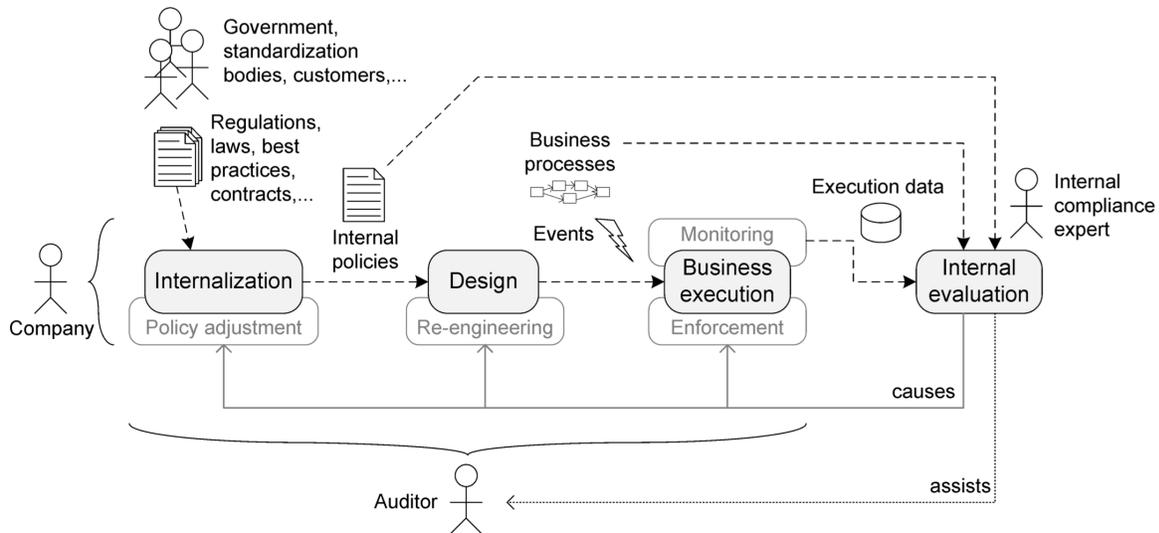 Government,
standardization
bodies, customers,...
Regulations,
laws, best
practices,
contracts,...
Internal
policies
Business
processes
Events
Execution data
Internal
compliance
expert
Company
Internalization
Policy adjustment
Design
Re-engineering
Monitoring
Business
execution
Enforcement
Internal
evaluation
causes
Auditor
assists